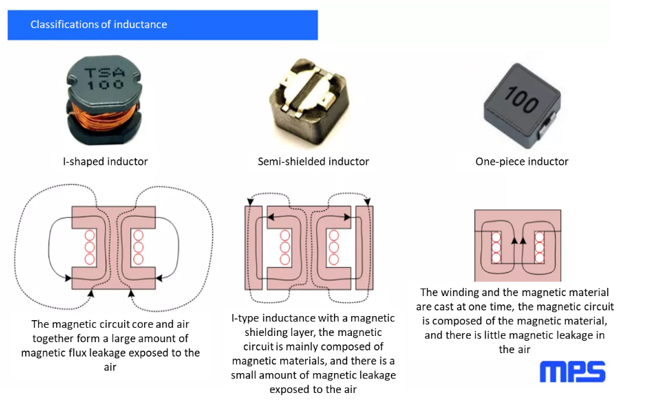 Classifications of inductance
TSA
100
100
I-shaped inductor
Semi-shielded inductor
One-piece inductor
The magnetic circuit core and air
together form a large amount of
magnetic flux leakage exposed to the
air
I-type inductance with a magnetic
shielding layer, the magnetic
circuit is mainly composed of
magnetic materials, and there is a
small amount of magnetic leakage
exposed to the air
The winding and the magnetic material
are cast at one time, the magnetic circuit
is composed of the magnetic material,
and there is little magnetic leakage in
the air
mps